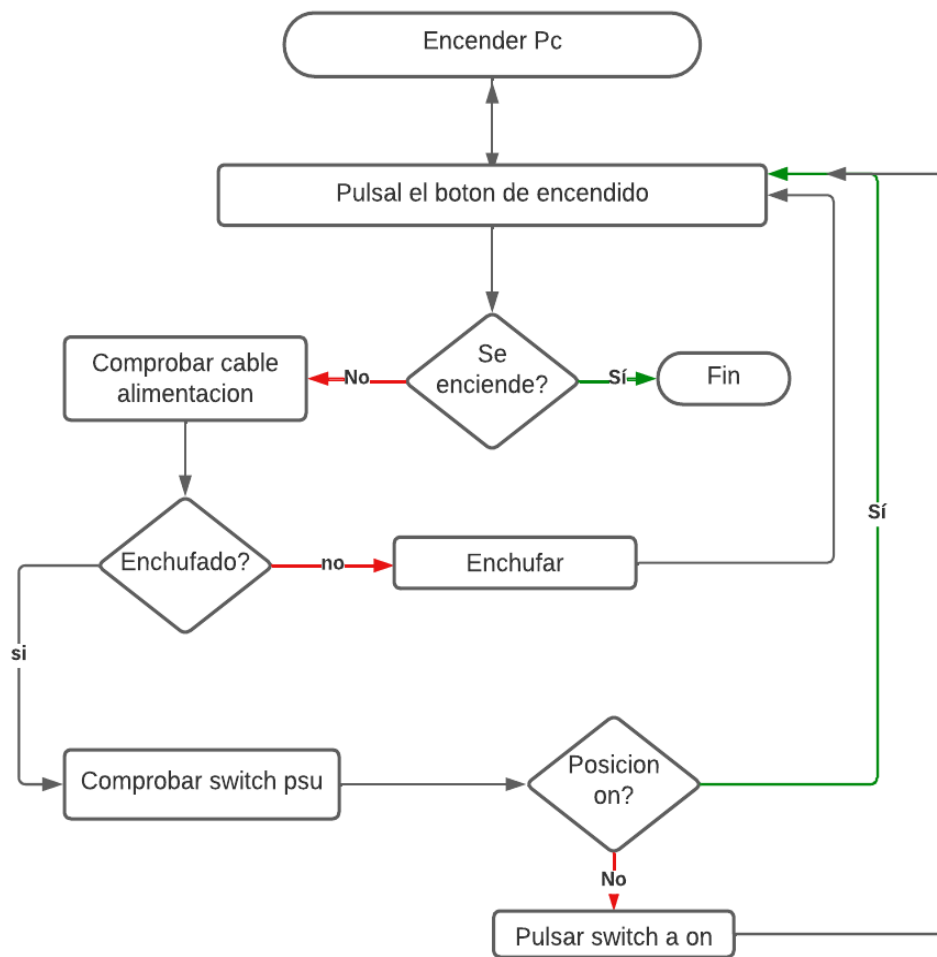 Encender Pc
Pulsal el boton de encendido
Se
enciende?
No
Sí
Fin
Comprobar cable
alimentacion
Enchufado?
no
Enchufar
Sí
si
Comprobar switch psu
Posicion
on?
No
Pulsar switch a on